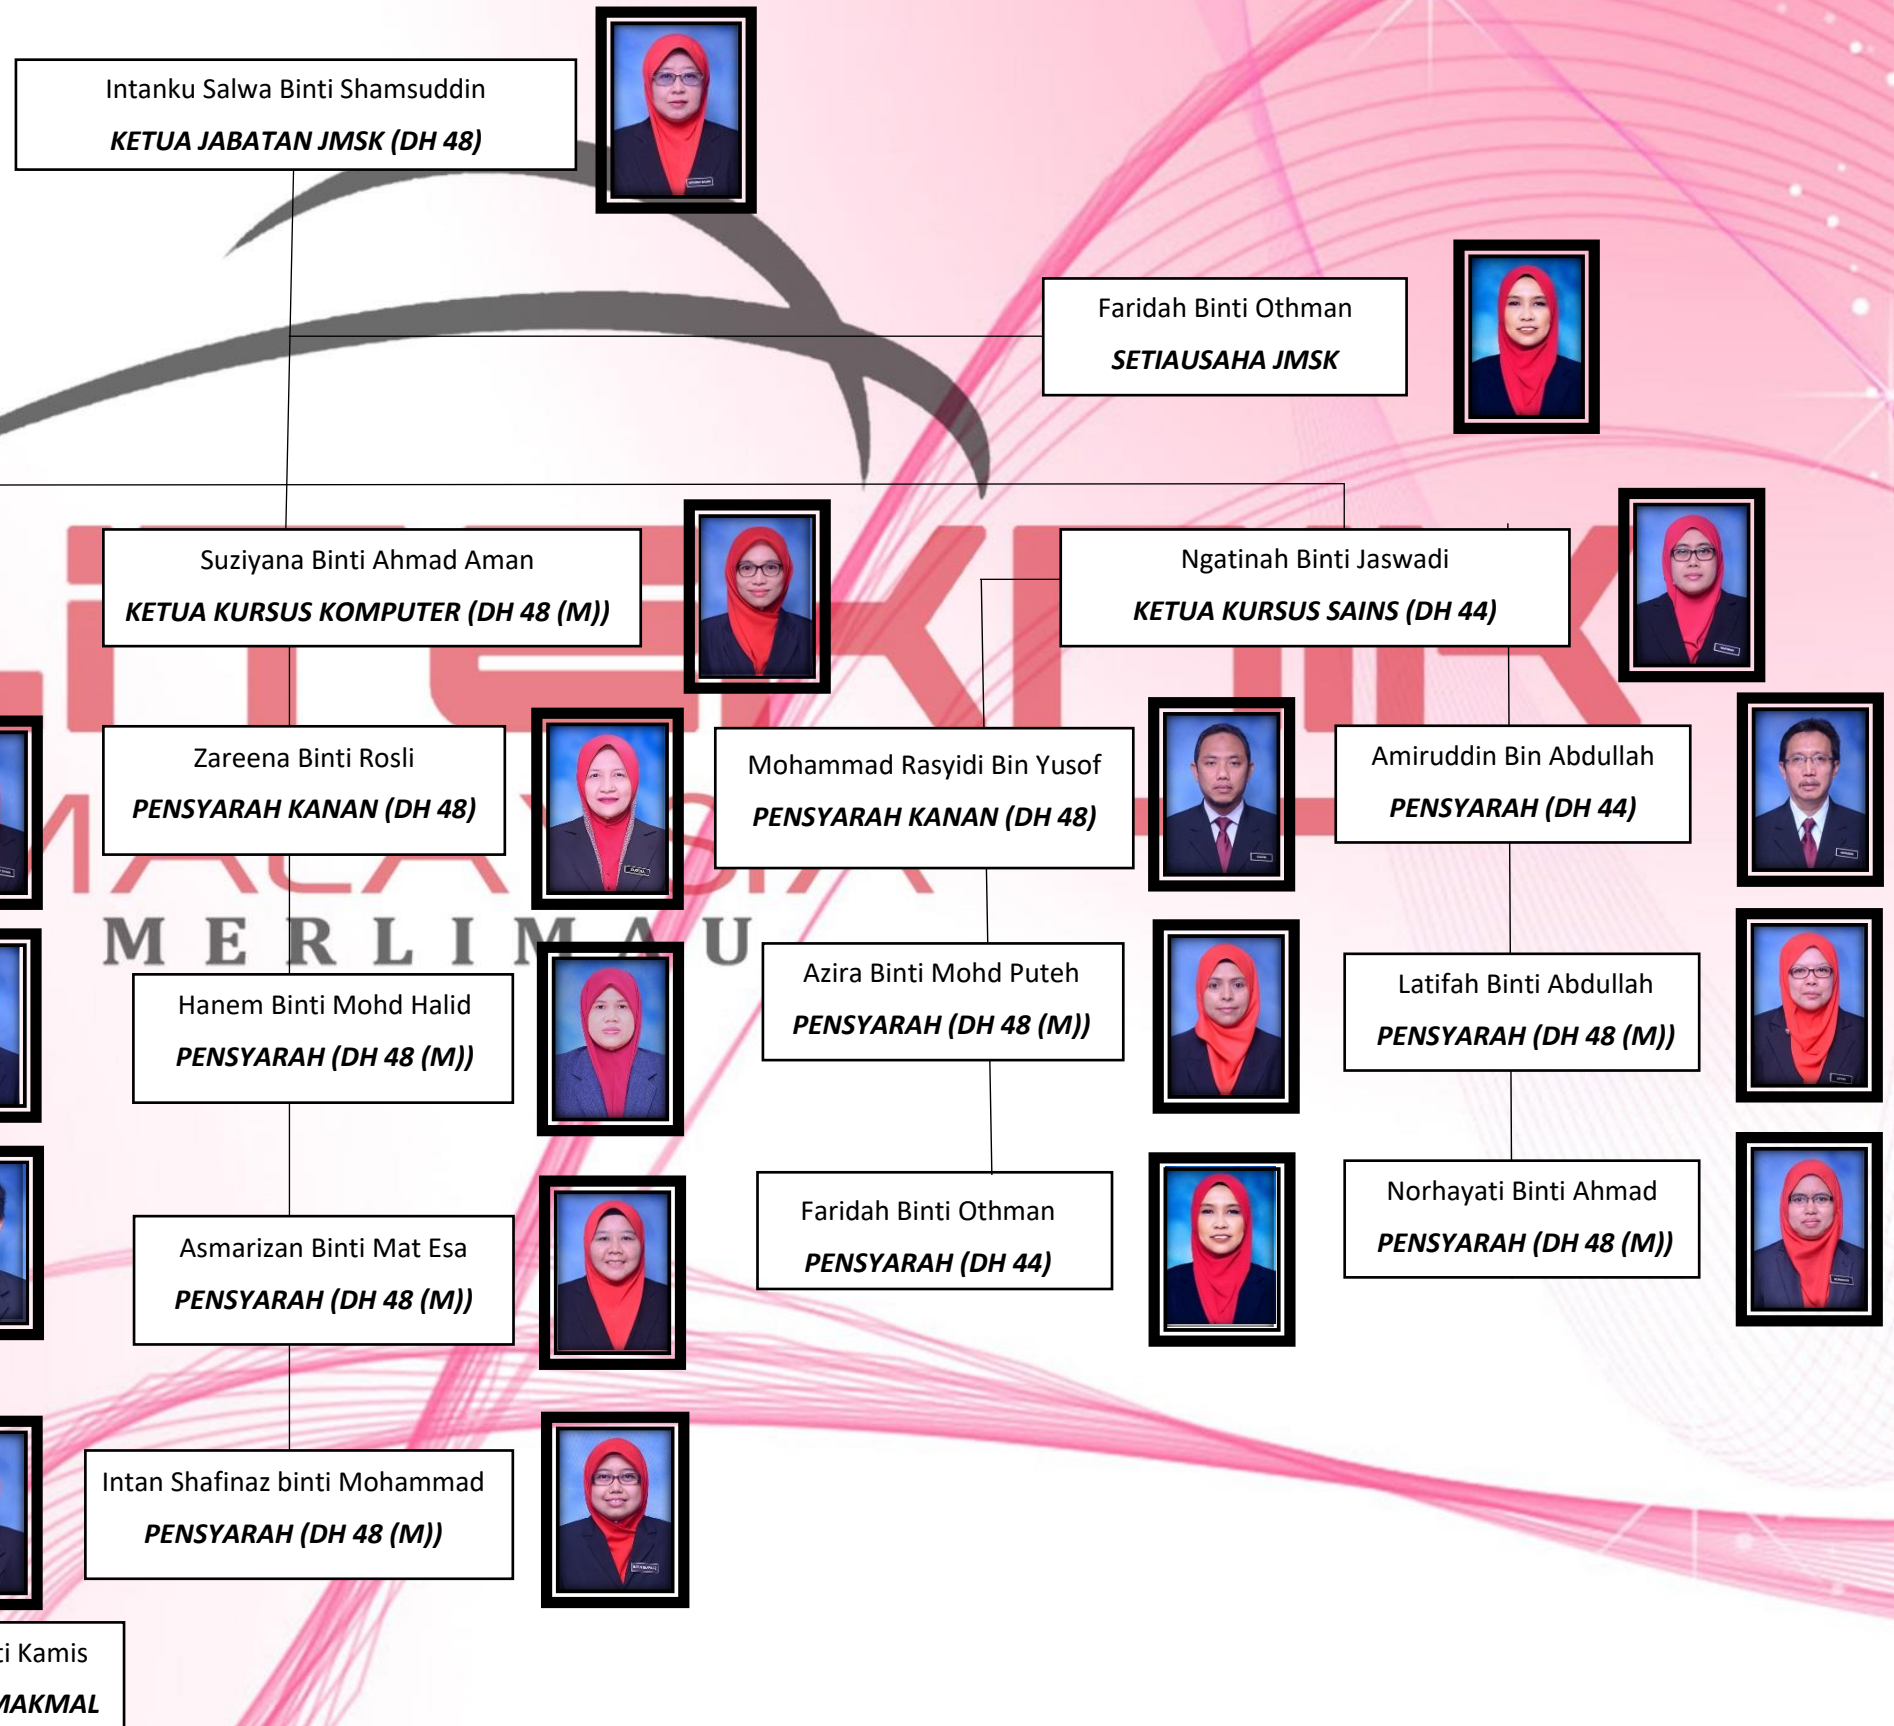 Intanku Salwa Binti Shamsuddin
KETUA JABATAN JMSK (DH 48)
Faridah Binti Othman
SETIAUSAHA JMSK
Suziyana Binti Ahmad Aman
KETUA KURSUS KOMPUTER (DH 48 (M))
Ngatinah Binti Jaswadi
KETUA KURSUS SAINS (DH 44)
LiTEKNIK
MALAYSIA
MERLIMAU
Zareena Binti Rosli
PENSYARAH KANAN (DH 48)
Mohammad Rasyidi Bin Yusof
PENSYARAH KANAN (DH 48)
Amiruddin Bin Abdullah
PENSYARAH (DH 44)
Hanem Binti Mohd Halid
PENSYARAH (DH 48 (M))
Azira Binti Mohd Puteh
PENSYARAH (DH 48 (M))
Latifah Binti Abdullah
PENSYARAH (DH 48 (M))
Asmarizan Binti Mat Esa
PENSYARAH (DH 48 (M))
Faridah Binti Othman
PENSYARAH (DH 44)
Norhayati Binti Ahmad
PENSYARAH (DH 48 (M))
Intan Shafinaz binti Mohammad
PENSYARAH (DH 48 (M))
ti Kamis
MAKMAL